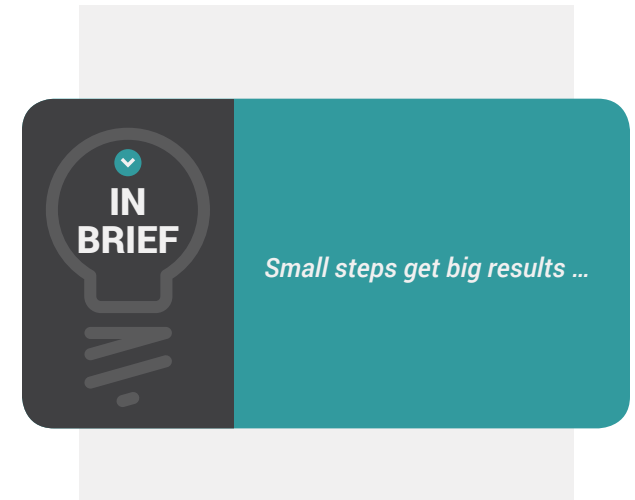 IN
BRIEF
Small steps get big results …